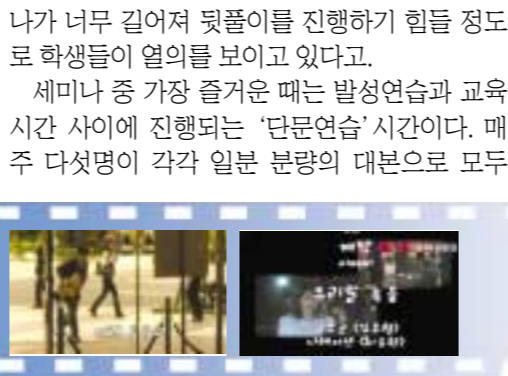 나가 너무 길어져 뒷풀이를 진행하기 힘들 정도
로 학생들이 열의를 보이고 있다고.
세미나 중 가장 즐거운 때는 발성연습과 교육
시간 사이에 진행되는 ‘단문연습’ 시간이다. 매
주 다섯명이 각각 일분 분량의 대본으로 모두